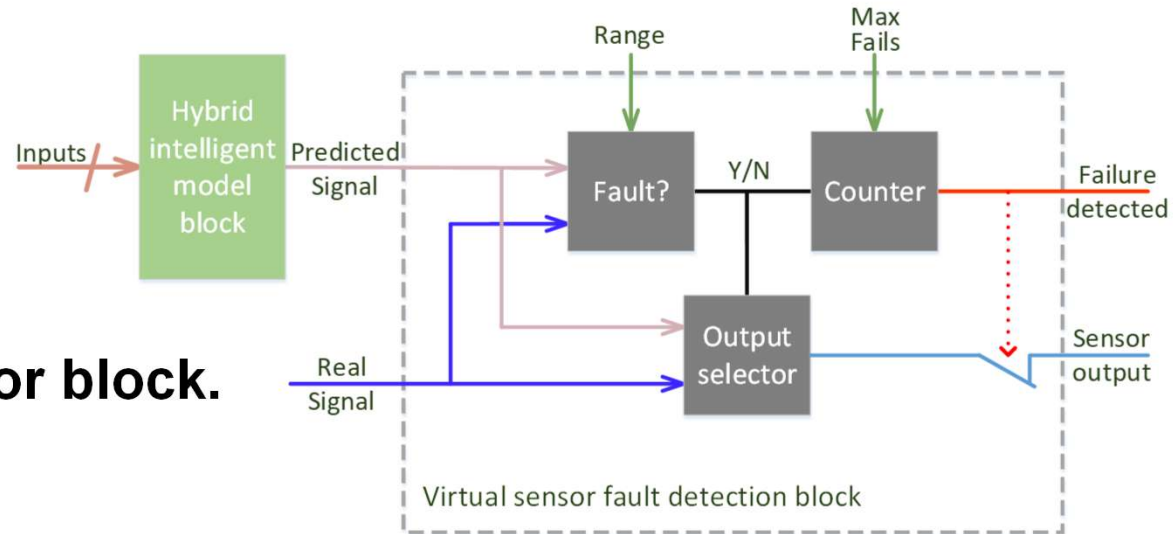 Range
Max
Fails
Hybrid
intelligent
model
block
Inputs
Predicted
Signal
Fault?
Y/N
Counter
Failure
detected
Output
selector
Sensor
output
Real
Signal
or block.
Virtual sensor fault detection block